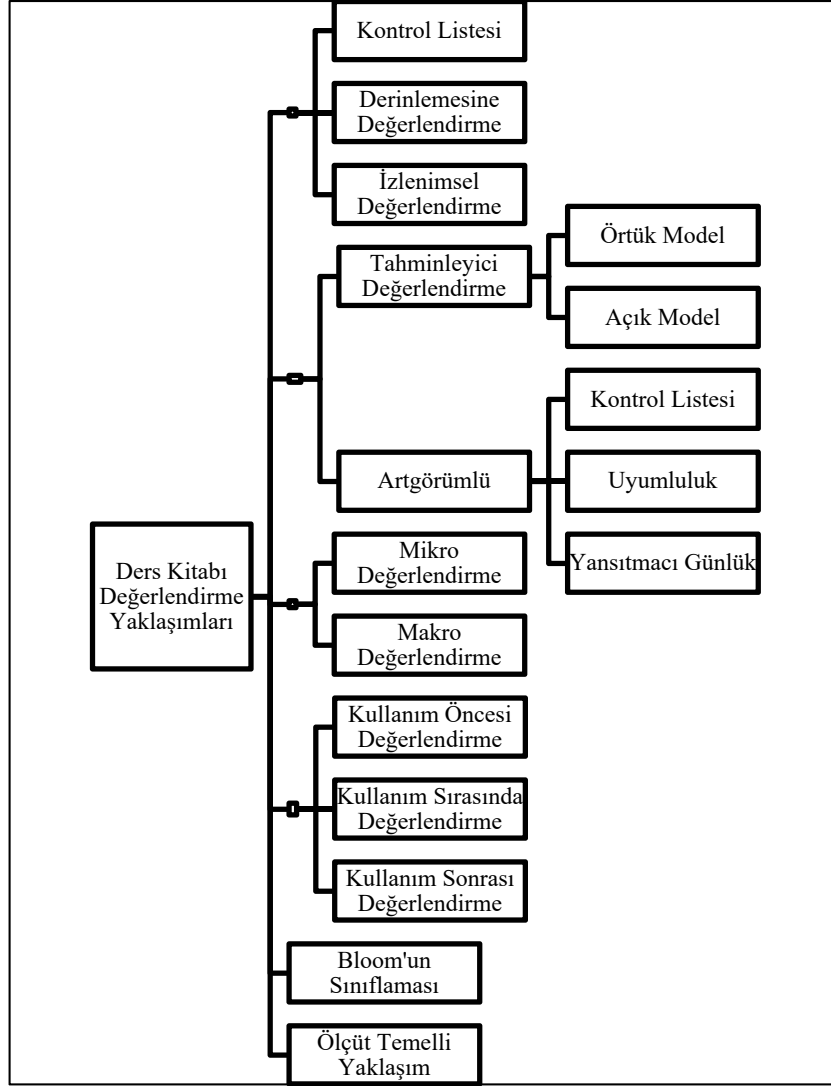 Kontrol Listesi
Derinlemesine
Değerlendirme
İzlenimsel
Değerlendirme
Tahminleyici
Değerlendirme
Örtük Model
Açık Model
Artgörümlü
Kontrol Listesi
Uyumluluk
Yansıtmacı Günlük
Ders Kitabı
Değerlendirme
Yaklaşımları
Mikro
Değerlendirme
Makro
Değerlendirme
Kullanım Öncesi
Değerlendirme
Kullanım Sırasında
Değerlendirme
Kullanım Sonrası
Değerlendirme
Bloom'un
Sınıflaması
Ölçüt Temelli
Yaklaşım